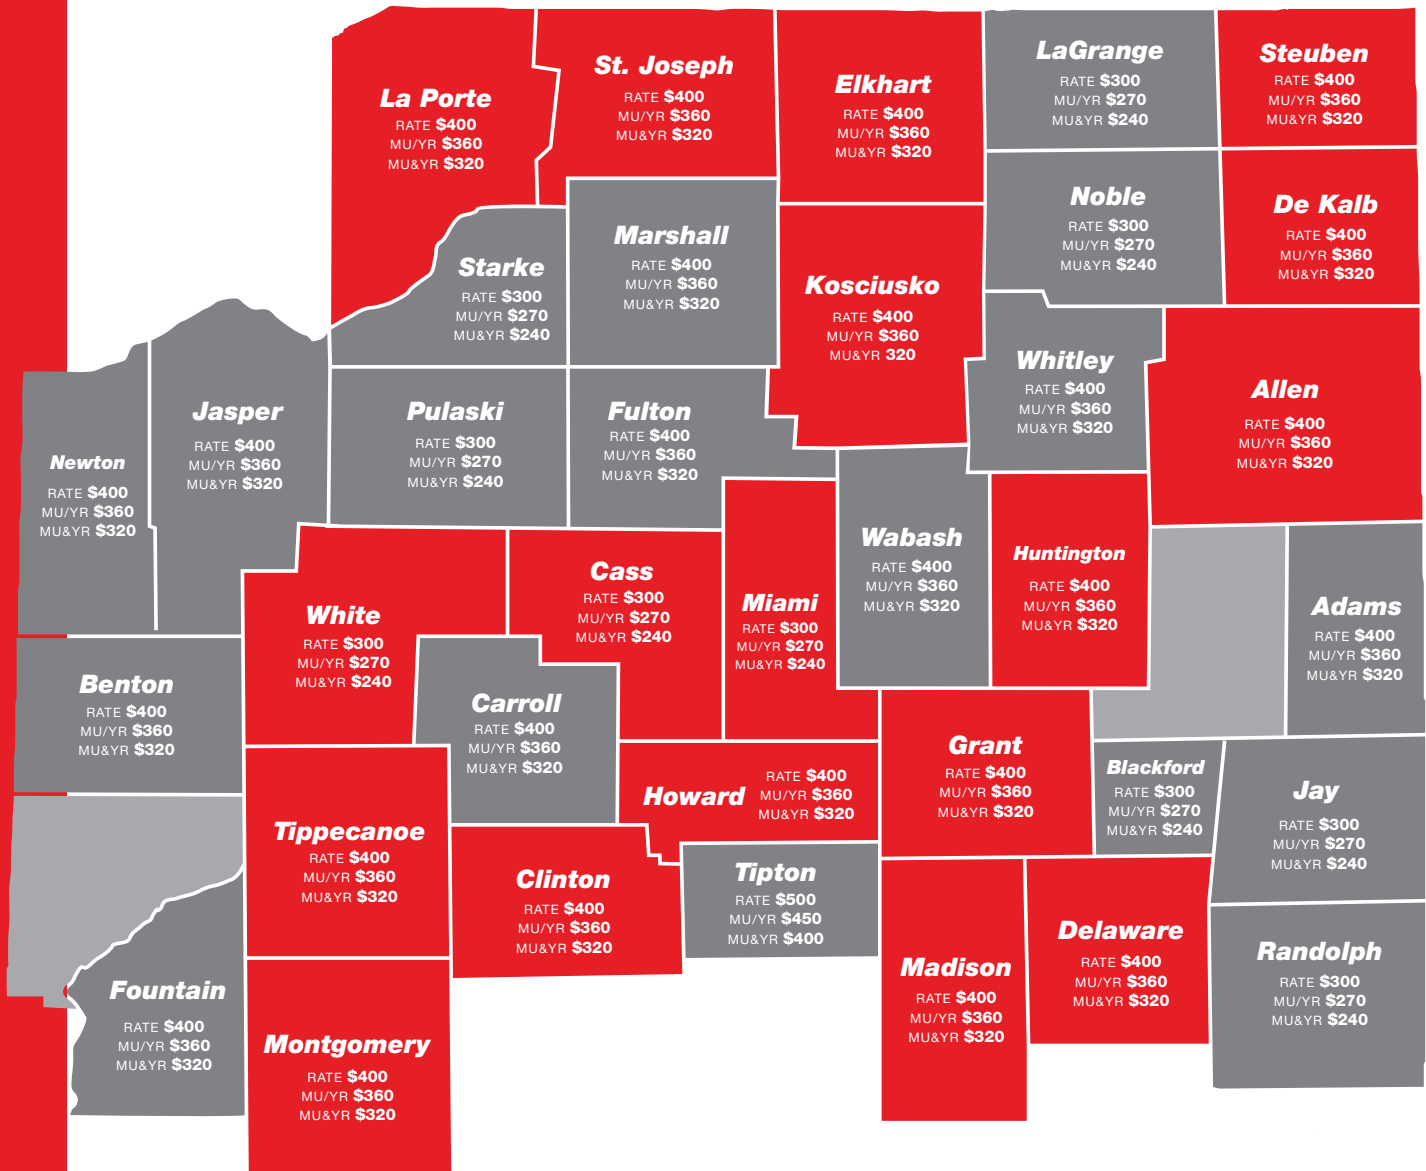 La Porte
RATE $400
MU/YR $360
MU&YR $320
St. Joseph
RATE $400
MU/YR $360
MU&YR $320
Elkhart
RATE $400
MU/YR $360
MU&YR $320
LaGrange
RATE $300
MU/YR $270
MU&YR $240
Steuben
RATE $400
MU/YR $360
MU&YR $320
Starke
RATE $300
MU/YR $270
MU&YR $240
Marshall
RATE $400
MU/YR $360
MU&YR $320
Kosciusko
RATE $400
MU/YR $360
MU&YR 320
Noble
RATE $300
MU/YR $270
MU&YR $240
De Kalb
RATE $400
MU/YR $360
MU&YR $320
Newton
RATE $400
MU/YR $360
MU&YR $320
Jasper
RATE $400
MU/YR $360
MU&YR $320
Pulaski
RATE $300
MU/YR $270
MU&YR $240
Fulton
RATE $400
MU/YR $360
MU&YR $320
Whitley
RATE $400
MU/YR $360
MU&YR $320
Allen
RATE $400
MU/YR $360
MU&YR $320
White
RATE $300
MU/YR $270
MU&YR $240
Cass
RATE $300
MU/YR $270
MU&YR $240
Miami
RATE $300
MU/YR $270
MU&YR $240
Wabash
RATE $400
MU/YR $360
MU&YR $320
Huntington
RATE $400
MU/YR $360
MU&YR $320
Adams
RATE $400
MU/YR $360
MU&YR $320
Benton
RATE $400
MU/YR $360
MU&YR $320
Carroll
RATE $400
MU/YR $360
MU&YR $320
Tippecanoe
RATE $400
MU/YR $360
MU&YR $320
Howard
RATE $400
MU/YR $360
MU&YR $320
Grant
RATE $400
MU/YR $360
MU&YR $320
Blackford
RATE $300
MU/YR $270
MU&YR $240
Jay
RATE $300
MU/YR $270
MU&YR $240
Clinton
RATE $400
MU/YR $360
MU&YR $320
Tipton
RATE $500
MU/YR $450
MU&YR $400
Fountain
RATE $400
MU/YR $360
MU&YR $320
Montgomery
RATE $400
MU/YR $360
MU&YR $320
Madison
RATE $400
MU/YR $360
MU&YR $320
Delaware
RATE $400
MU/YR $360
MU&YR $320
Randolph
RATE $300
MU/YR $270
MU&YR $240